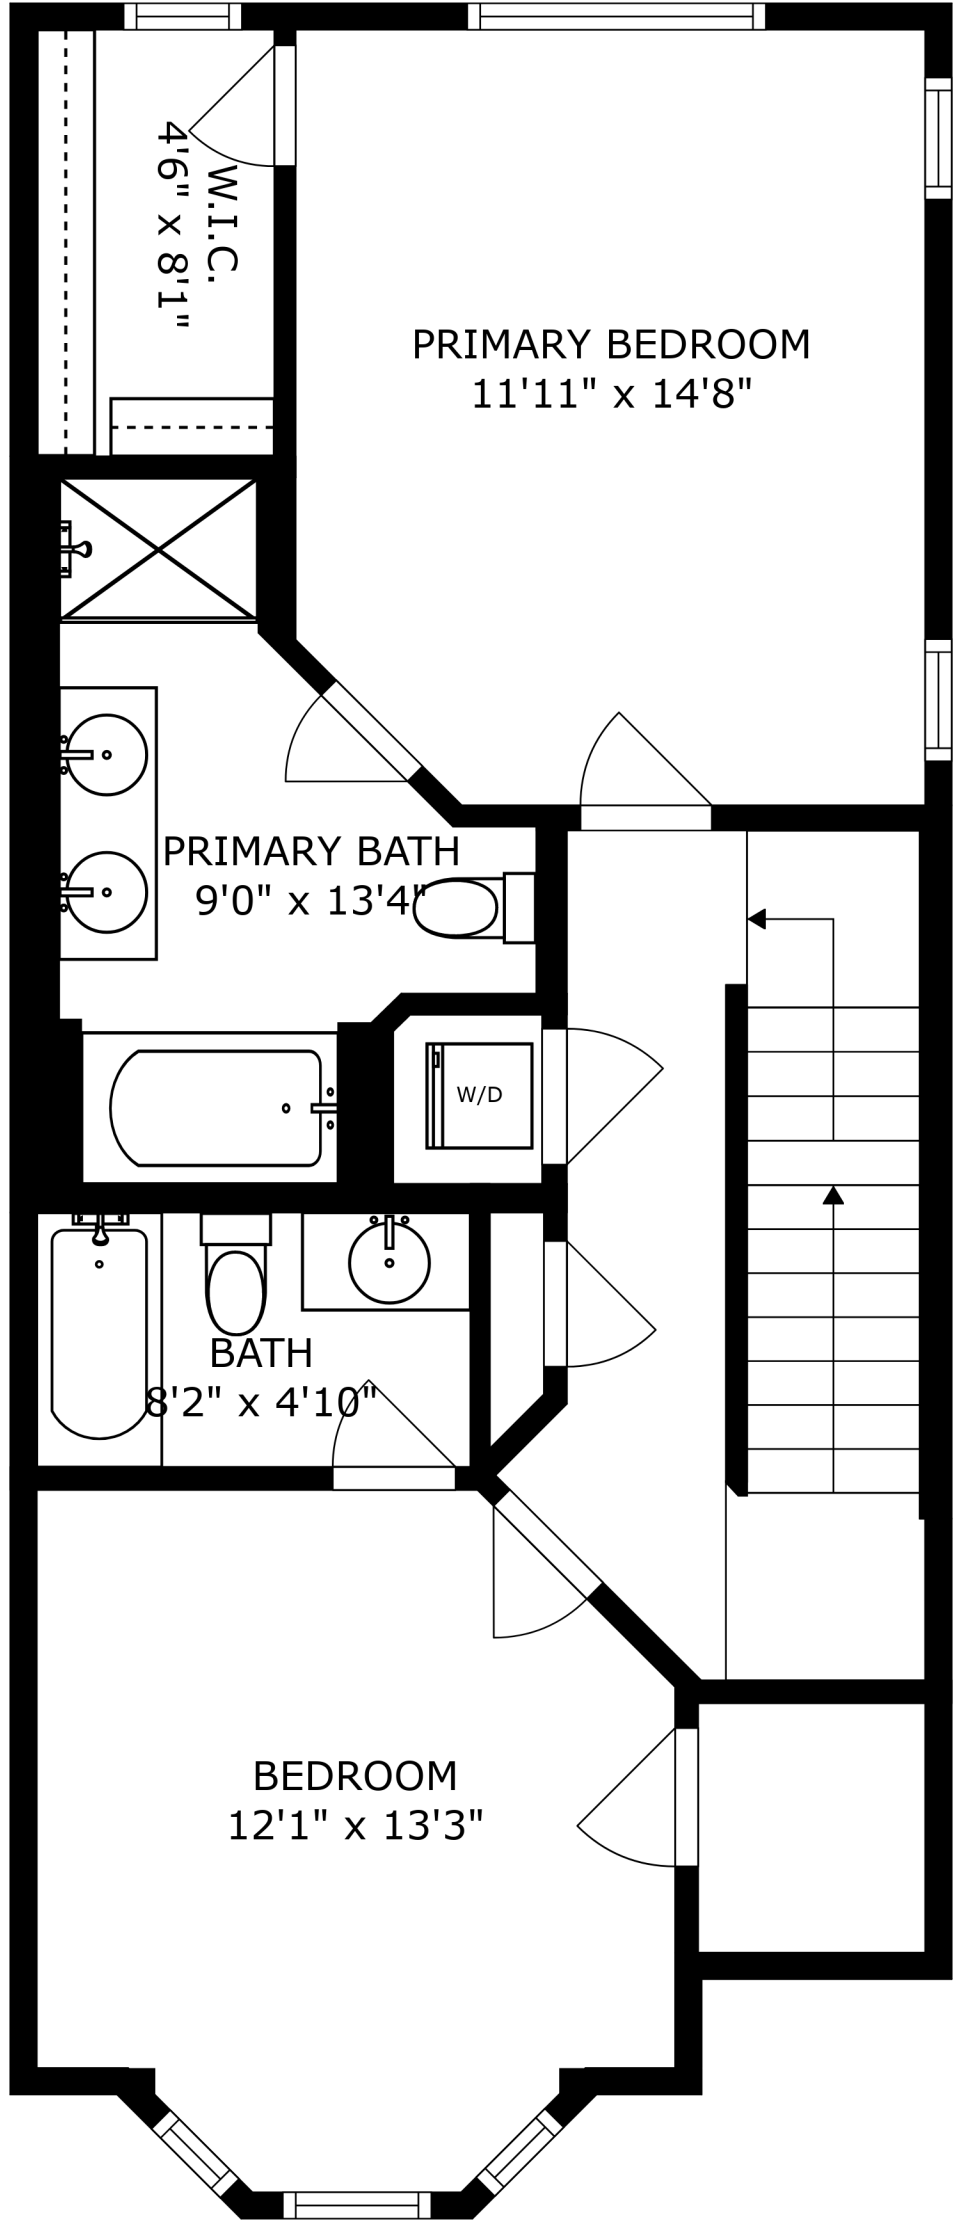 W.I.C.
4'6" x 8'1"
PRIMARY BEDROOM
11'11" x 14'8"
PRIMARY BATH
9'0" x 13'4"
W/D
BATH
8'2" x 4'10"
BEDROOM
12'1" x 13'3"